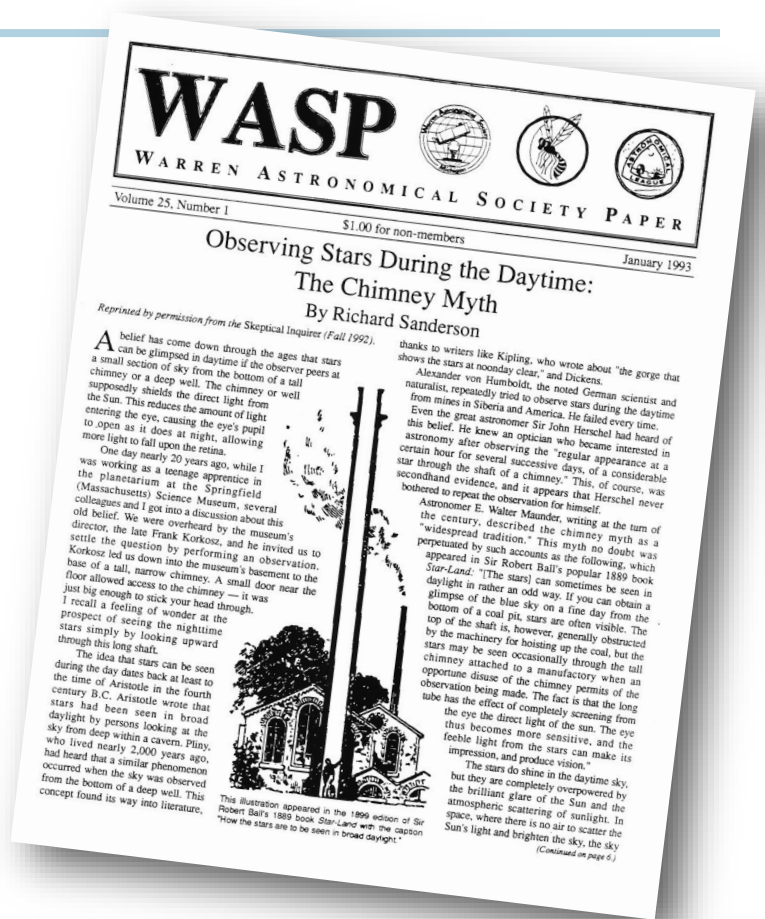 WASP
WARREN ASTRONOMICAL SOCIETY PAPER
Volume 25, Number 1
$1.00 for non-members
January 1993
Observing Stars During the Daytime:
The Chimney Myth
By Richard Sanderson
Reprinted by permission from the Skeptical Inquirer (Fall 1992).
A belief has come down through the ages that stars
can be glimpsed in daytime if the observer peers at
a small section of sky from the bottom of a tall
chimney or a deep well. The chimney or well
supposedly shields the direct light from
the Sun. This reduces the amount of light
entering the eye, causing the eye's pupil
to open as it does at night, allowing
more light to fall upon the retina.
One day nearly 20 years ago, while I
was working as a teenage apprentice in
the planetarium at the Springfield
(Massachusetts) Science Museum, several
colleagues and I got into a discussion about this
old belief. We were overheard by the museum's
director, the late Frank Korkosz, and he invited us to
settle the question by performing an observation.
Korkosz led us down into the museum's basement to the
base of a tall, narrow chimney. A small door near the
floor allowed access to the chimney — it was
just big enough to stick your head through.
I recall a feeling of wonder at the
prospect of seeing the nighttime
stars simply by looking upward
through this long shaft.
The idea that stars can be seen
during the day dates back at least to
the time of Aristotle in the fourth
century B.C. Aristotle wrote that
stars had been seen in broad
daylight by persons looking at the
sky from deep within a cavern. Pliny,
who lived nearly 2,000 years ago,
had heard that a similar phenomenon
occurred when the sky was observed
from the bottom of a deep well. This
concept found its way into literature,
This illustration appeared in the 1899 edition of Sir
Robert Ball's 1889 book Star-Land with the caption
"How the stars are to be seen in broad daylight."
thanks to writers like Kipling, who wrote about "the gorge that
shows the stars at noonday clear," and Dickens.
Alexander von Humboldt, the noted German scientist and
naturalist, repeatedly tried to observe stars during the daytime
from mines in Siberia and America. He failed every time.
Even the great astronomer Sir John Herschel had heard of
this belief. He knew an optician who became interested in
astronomy after observing the "regular appearance at a
certain hour for several successive days, of a considerable
star through the shaft of a chimney." This, of course, was
secondhand evidence, and it appears that Herschel never
bothered to repeat the observation for himself.
Astronomer E. Walter Maunder, writing at the turn of
the century, described the chimney myth as a
"widespread tradition." This myth no doubt was
perpetuated by such accounts as the following, which
appeared in Sir Robert Ball's popular 1889 book
Star-Land: "[The stars] can sometimes be seen in
daylight in rather an odd way. If you can obtain a
glimpse of the blue sky on a fine day from the
bottom of a coal pit, stars are often visible. The
top of the shaft is, however, generally obstructed
by the machinery for hoisting up the coal, but the
stars may be seen occasionally through the tall
chimney attached to a manufactory when an
opportune disuse of the chimney permits of the
observation being made. The fact is that the long
tube has the effect of completely screening from
the eye the direct light of the sun. The eye
thus becomes more sensitive, and the
feeble light from the stars can make its
impression, and produce vision."
The stars do shine in the daytime sky,
but they are completely overpowered by
the brilliant glare of the Sun and the
atmospheric scattering of sunlight. In
space, where there is no air to scatter the
Sun's light and brighten the sky, the sky
(Continued on page 6.)